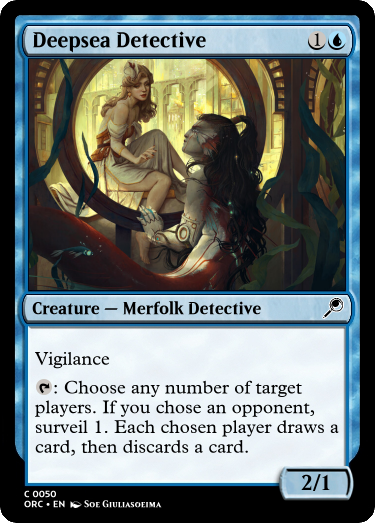 Deepsea Detective 1
Creature — Merfolk Detective
Vigilance
: Choose any number of target
players. If you chose an opponent,
surveil 1. Each chosen player draws a
card, then discards a card.
2/1
C 0050
ORC • EN Soe Giuliasoeima